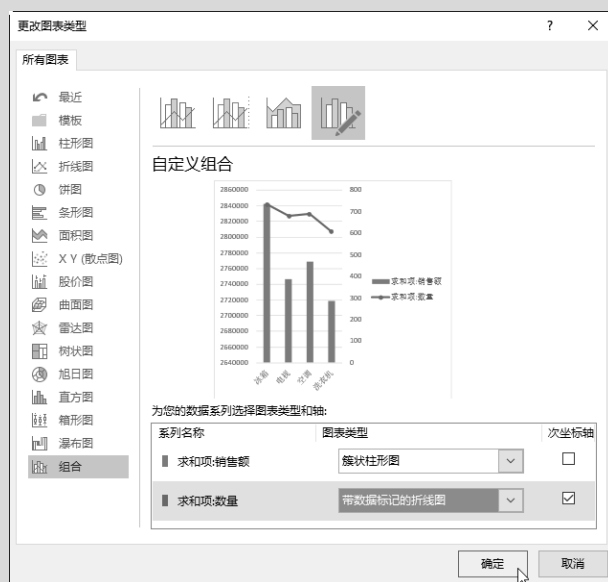 更改图表类型
?
×
所有图表
最近
模板
柱形图
折线图
饼图
条形图
面积图
X Y (散点图)
股价图
曲面图
雷达图
树状图
旭日图
直方图
箱形图
瀑布图
组合
自定义组合
2860000
2840000
2820000
2800000
2780000
2760000
2740000
2720000
2700000
2680000
2660000
2640000
800
700
600
500
400
300
200
100
0
冰箱
电视
空调
洗衣机
求和项:销售额
求和项:数量
为您的数据系列选择图表类型和轴:
系列名称 图表类型 次坐标轴
求和项:销售额 簇状柱形图
求和项:数量 带数据标记的折线图
确定 取消